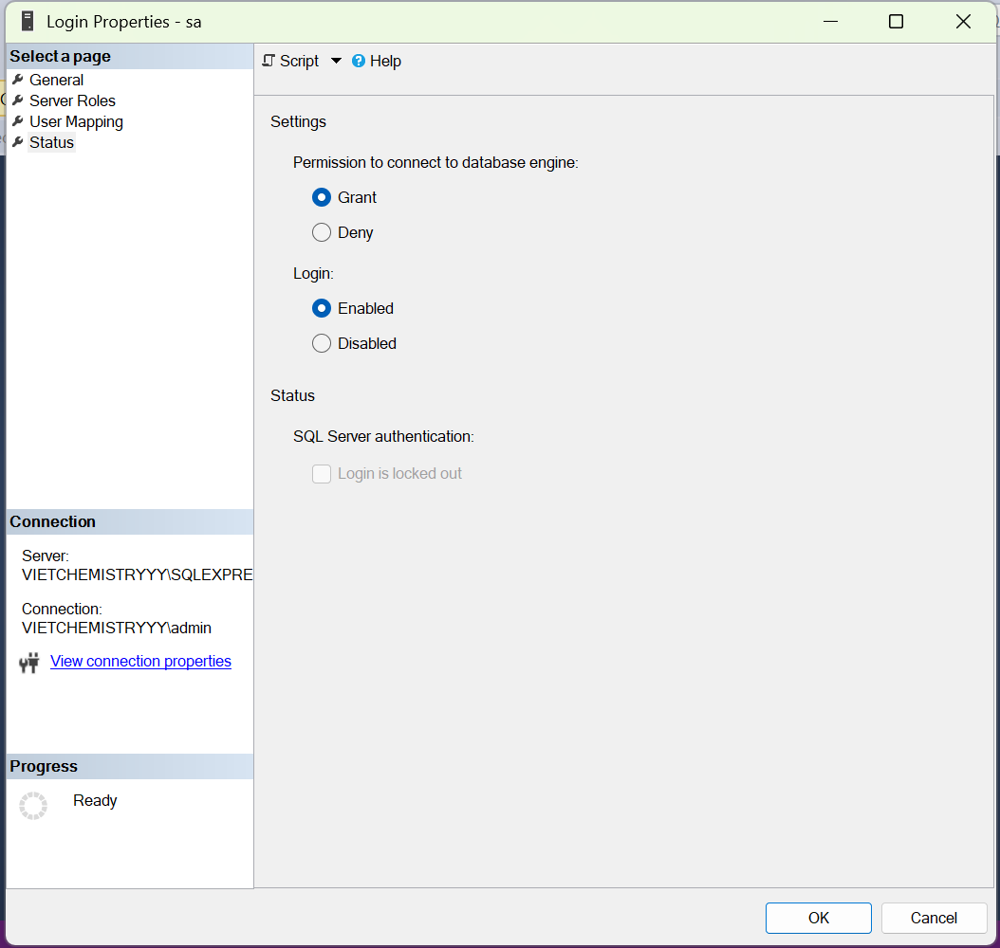 Login Properties - sa
Select a page
General
Server Roles
User Mapping
Status
Script
Help
Settings
Permission to connect to database engine:
Grant
Deny
Login:
Enabled
Disabled
Status
SQL Server authentication:
Login is locked out
Connection
Server:
VIETCHEMISTRYYY\SQLEXPRE
Connection:
VIETCHEMISTRYYY\admin
View connection properties
Progress
Ready
OK
Cancel